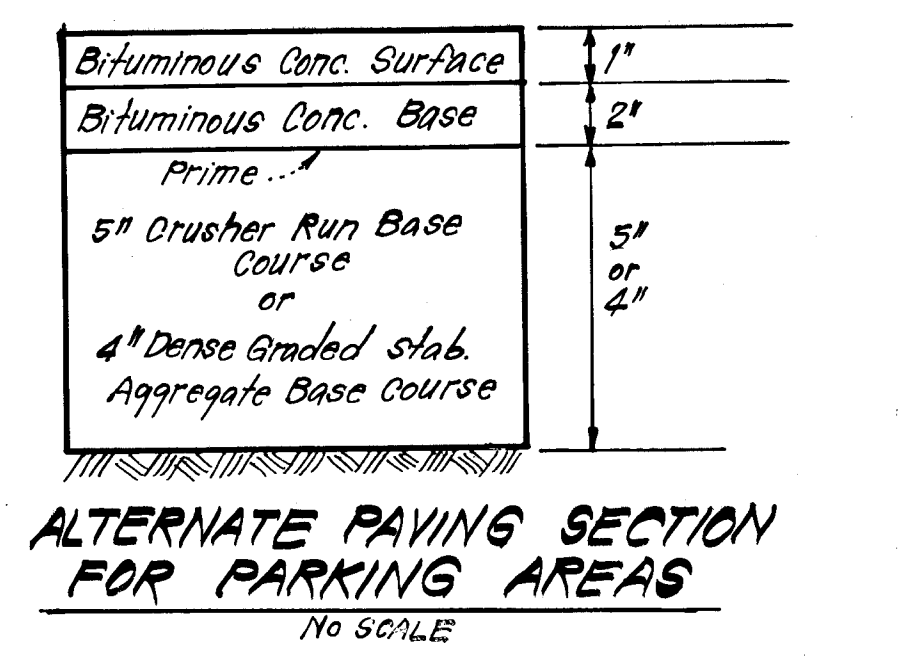 Bituminous Conc. Surface
1"
Bituminous Conc. Base
2"
Prime
5" Crusher Run Base
Course
or
4" Dense Graded stab.
Aggregate Base Course
5"
or
4"
ALTERNATE PAVING SECTION
FOR PARKING AREAS
NO SCALE